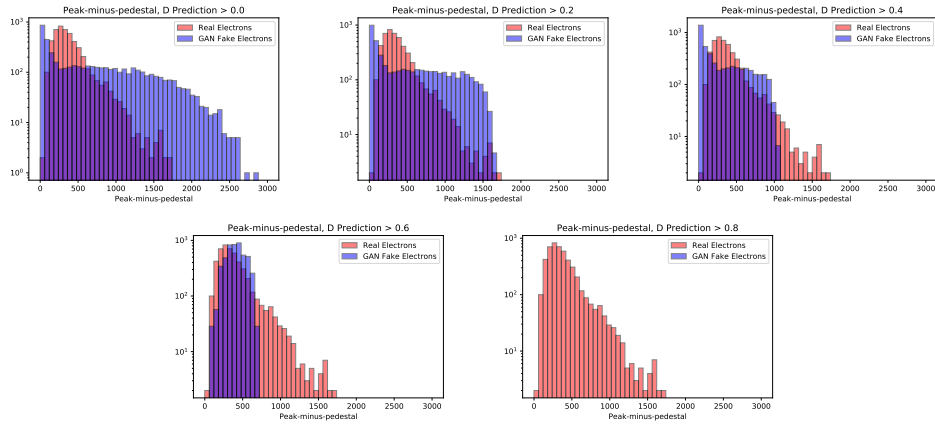 Peak-minus-pedestal, D Prediction > 0.0
Real Electrons
GAN Fake Electrons
10³
10²
10¹
10⁰
0 500 1000 1500 2000 2500 3000
Peak-minus-pedestal
Peak-minus-pedestal, D Prediction > 0.2
Real Electrons
GAN Fake Electrons
10³
10²
10¹
0 500 1000 1500 2000 2500 3000
Peak-minus-pedestal
Peak-minus-pedestal, D Prediction > 0.4
Real Electrons
GAN Fake Electrons
10³
10²
10¹
0 500 1000 1500 2000 2500 3000
Peak-minus-pedestal
Peak-minus-pedestal, D Prediction > 0.6
Real Electrons
GAN Fake Electrons
10³
10²
10¹
0 500 1000 1500 2000 2500 3000
Peak-minus-pedestal
Peak-minus-pedestal, D Prediction > 0.8
Real Electrons
GAN Fake Electrons
10³
10²
10¹
0 500 1000 1500 2000 2500 3000
Peak-minus-pedestal